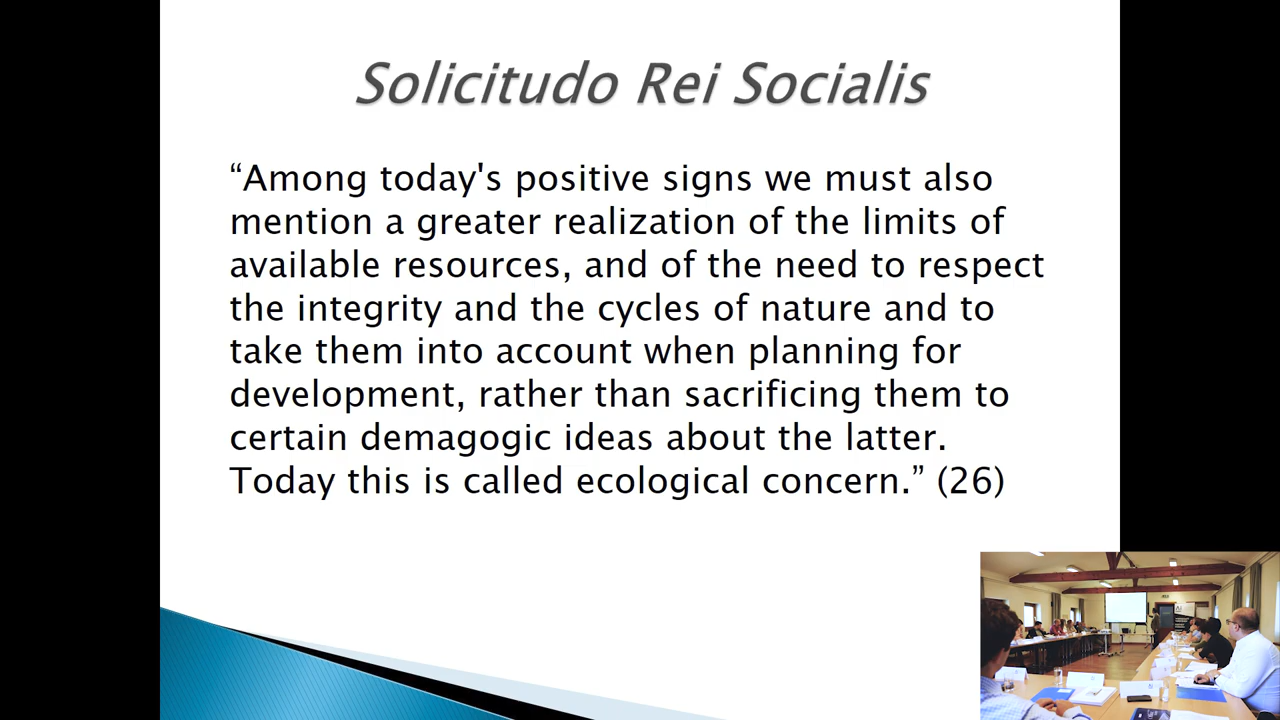 Solicitudo Rei Socialis
“Among today's positive signs we must also
mention a greater realization of the limits of
available resources, and of the need to respect
the integrity and the cycles of nature and to
take them into account when planning for
development, rather than sacrificing them to
certain demagogic ideas about the latter.
Today this is called ecological concern.” (26)